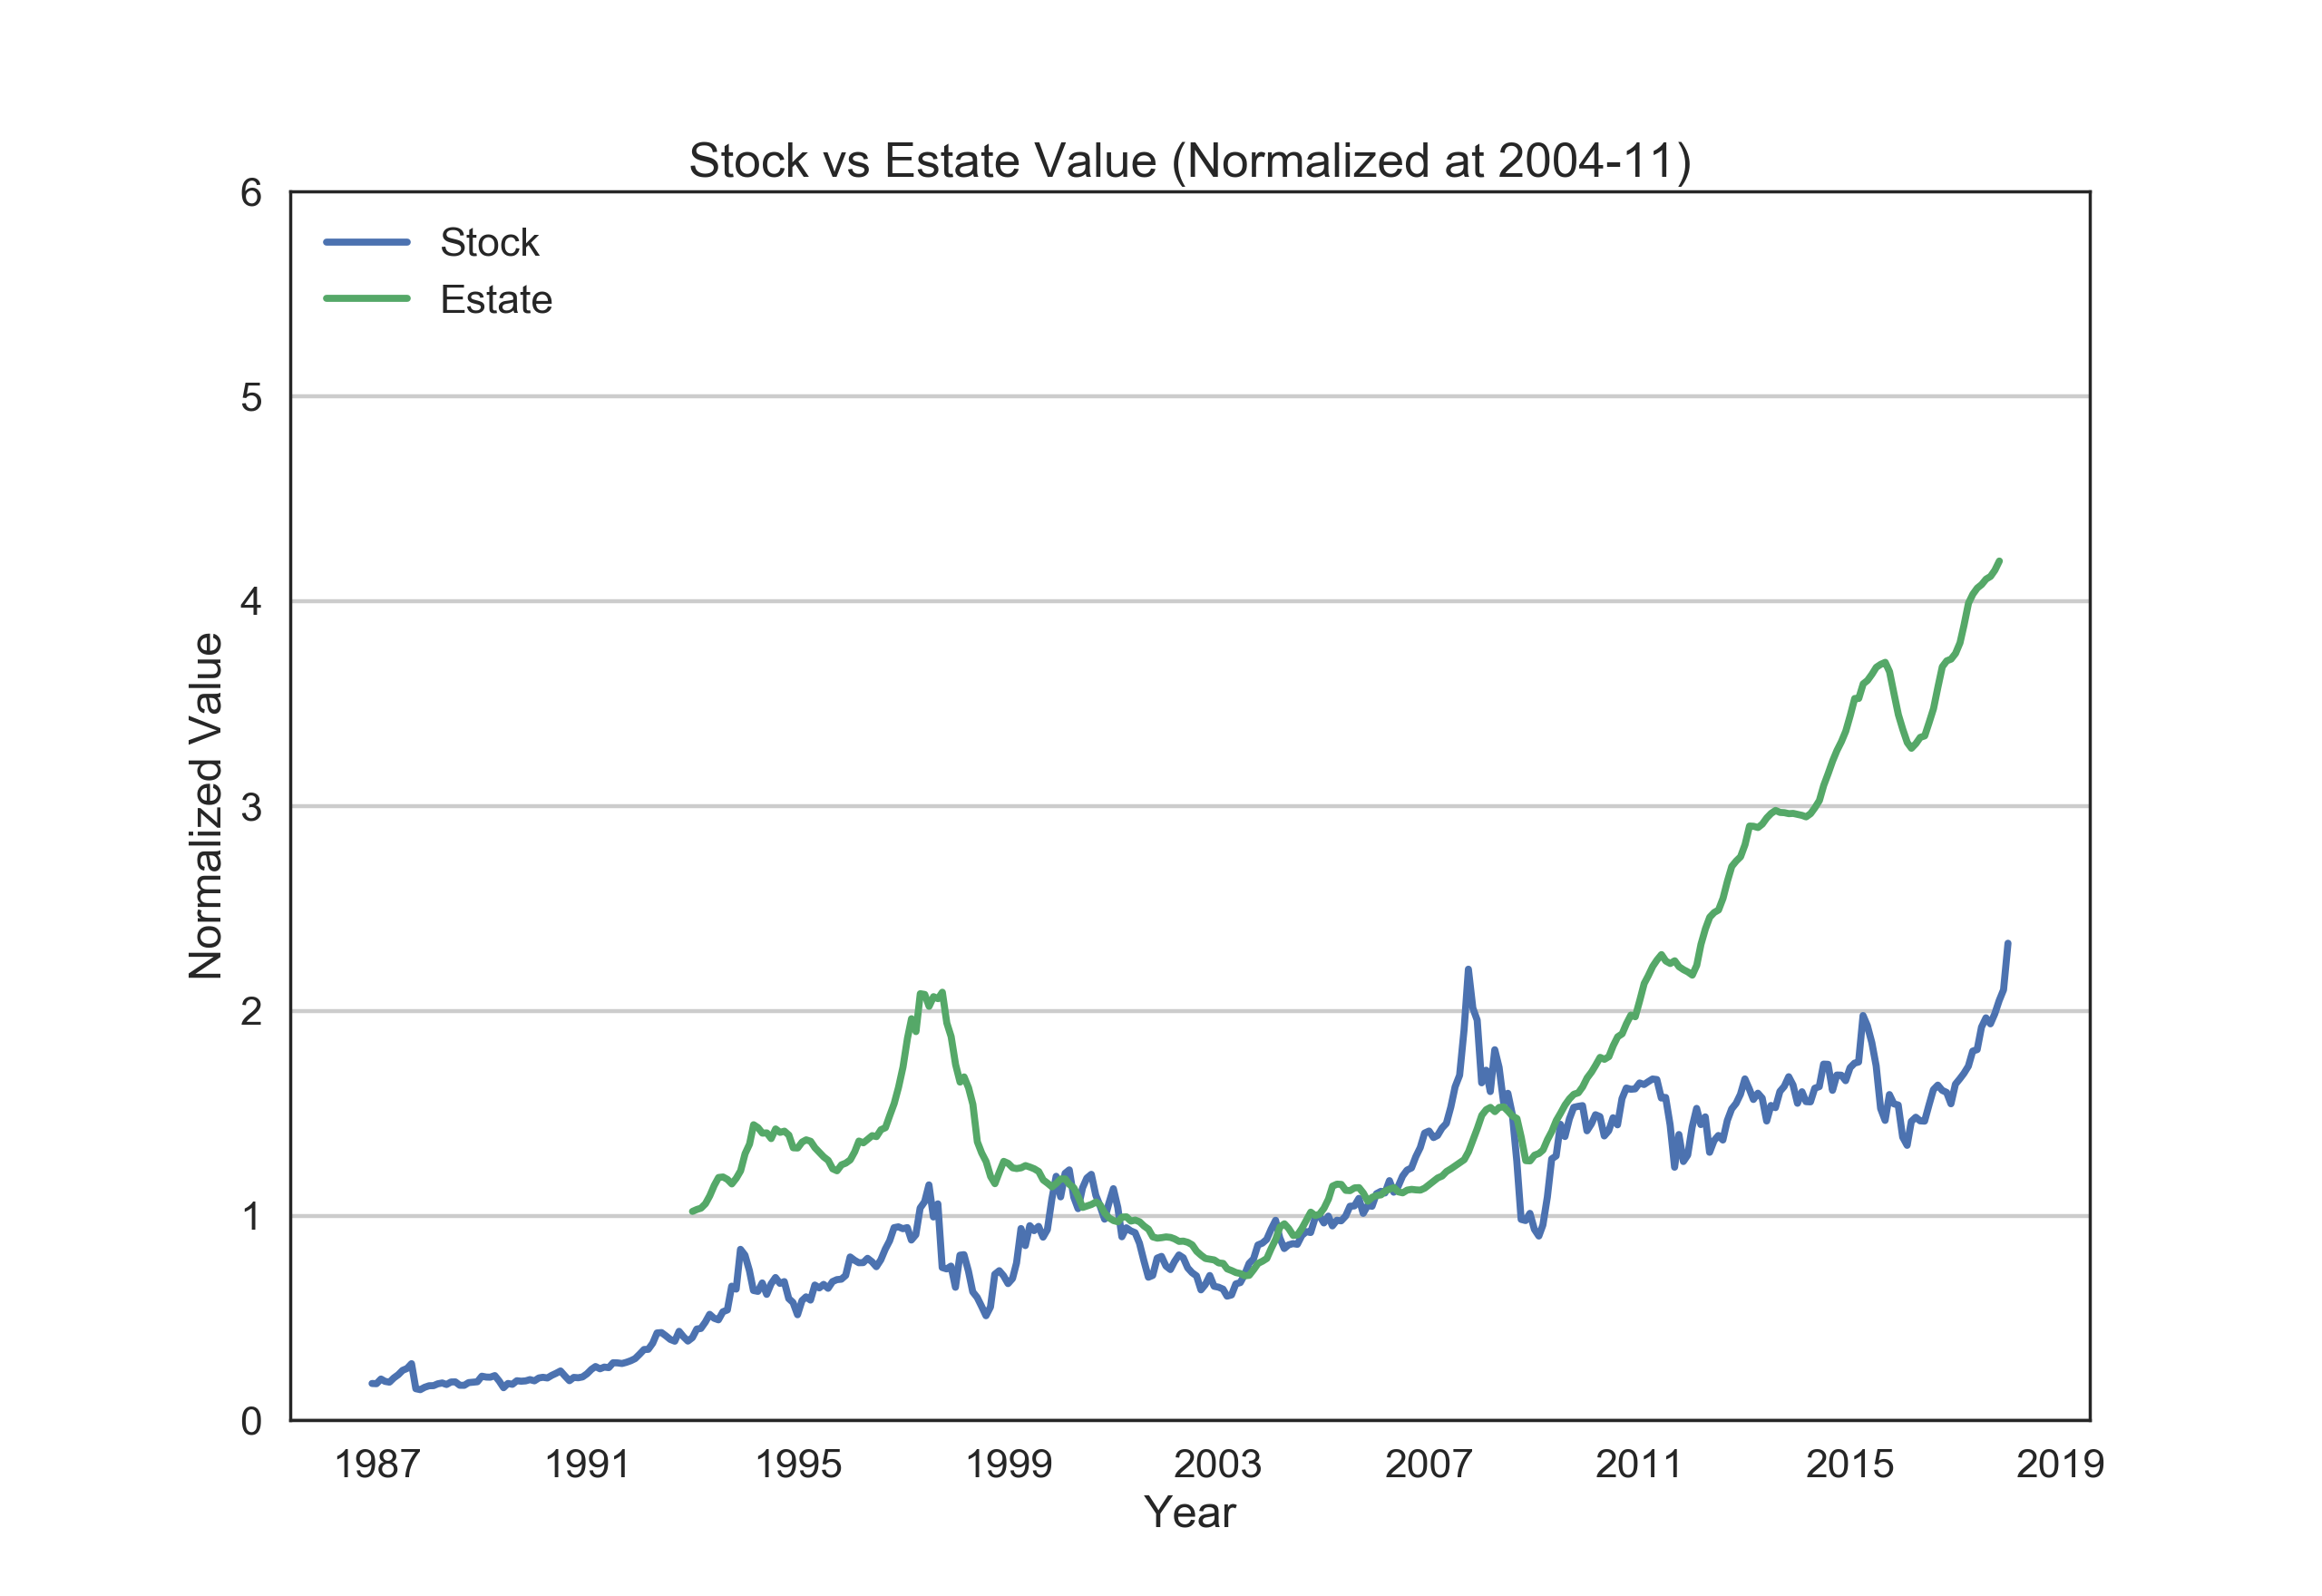 Stock vs Estate Value (Normalized at 2004-11)
6
Stock
Estate
5
4
3
2
1
0
Normalized Value
1987 1991 1995 1999 2003 2007 2011 2015 2019
Year